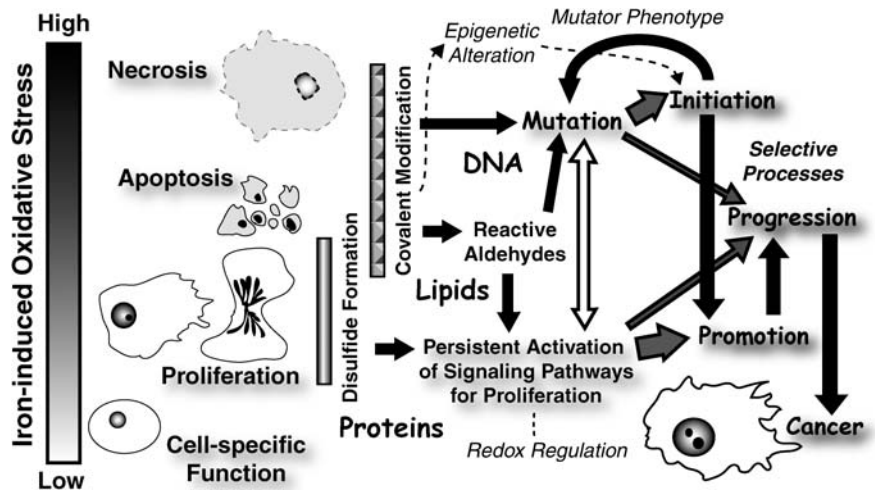 High
Iron-induced Oxidative Stress
Low
Necrosis
Apoptosis
Proliferation
Cell-specific
Function
Covalent Modification
Disulfide Formation
Epigenetic
Alteration
Mutator Phenotype
Mutation
Initiation
DNA
Reactive
Aldehydes
Lipids
Selective
Processes
Progression
Persistent Activation
of Signaling Pathways
for Proliferation
Promotion
Proteins
Redox Regulation
Cancer